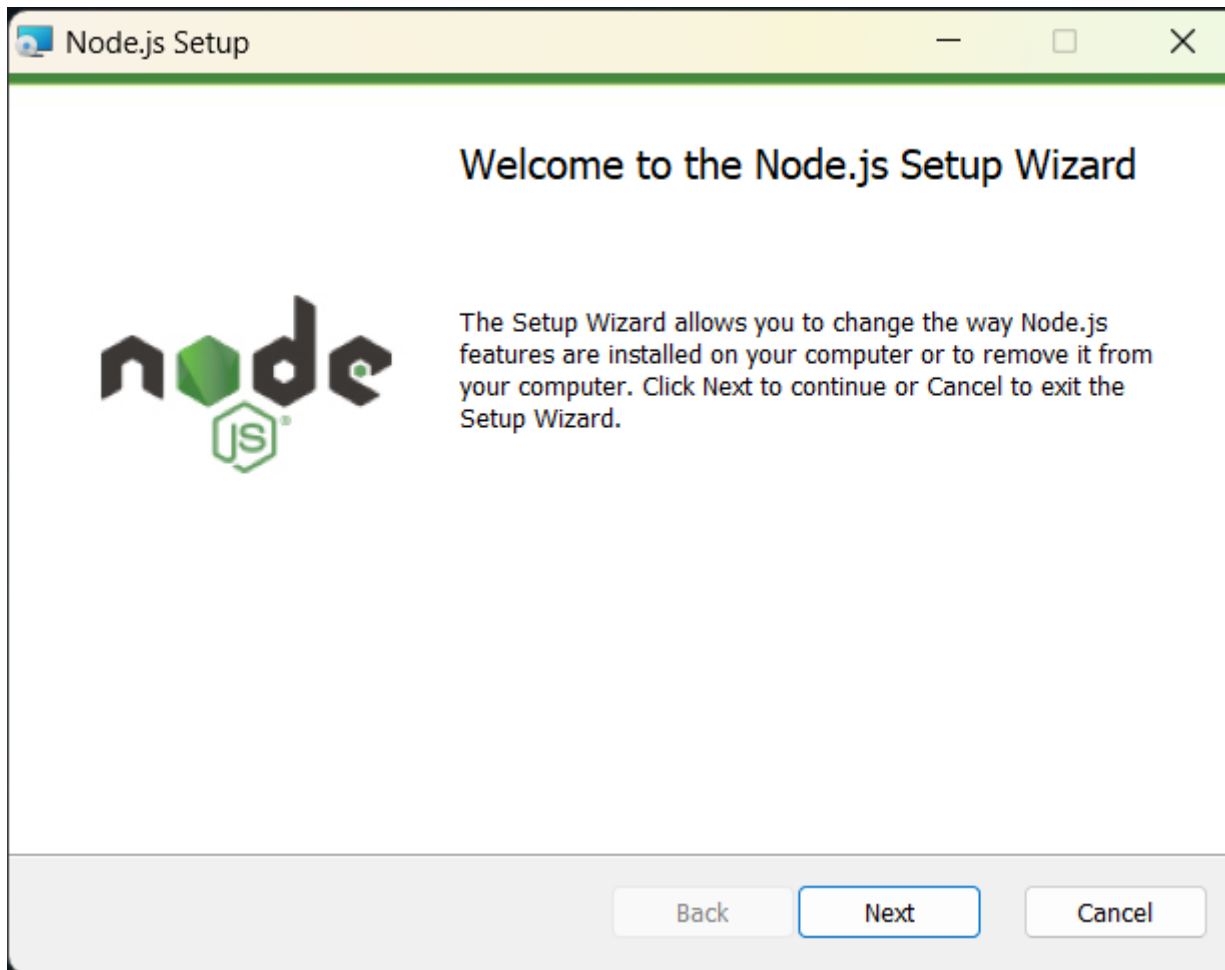 Node.js Setup
Welcome to the Node.js Setup Wizard
The Setup Wizard allows you to change the way Node.js
features are installed on your computer or to remove it from
your computer. Click Next to continue or Cancel to exit the
Setup Wizard.
node
JS®
Back Next Cancel